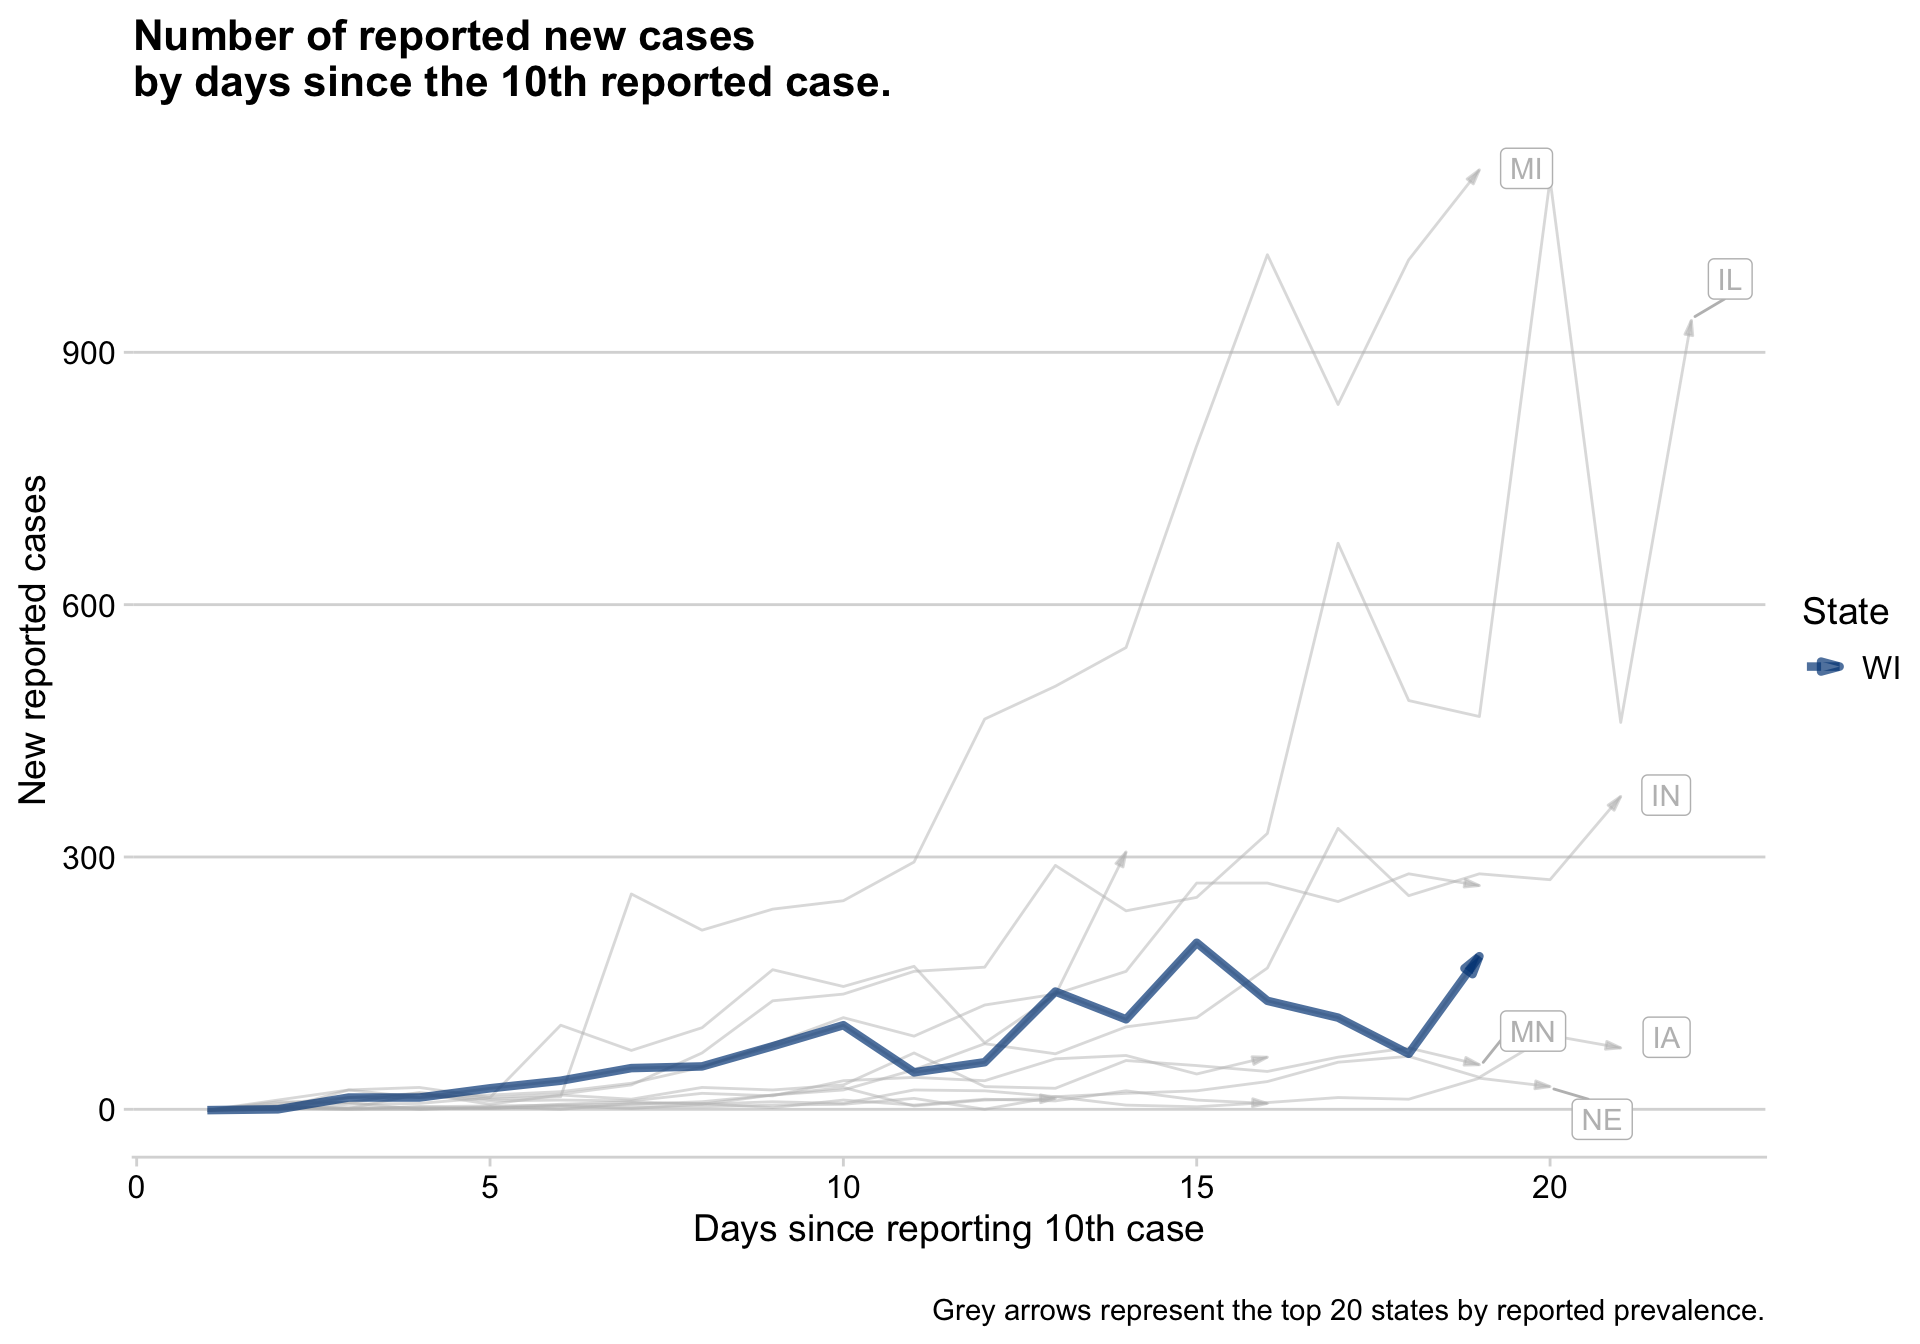 Number of reported new cases
by days since the 10th reported case.
MI
IL
900
600
300
0
IN
MN
IA
NE
New reported cases
State
WI
0 5 10 15 20
Days since reporting 10th case
Grey arrows represent the top 20 states by reported prevalence.